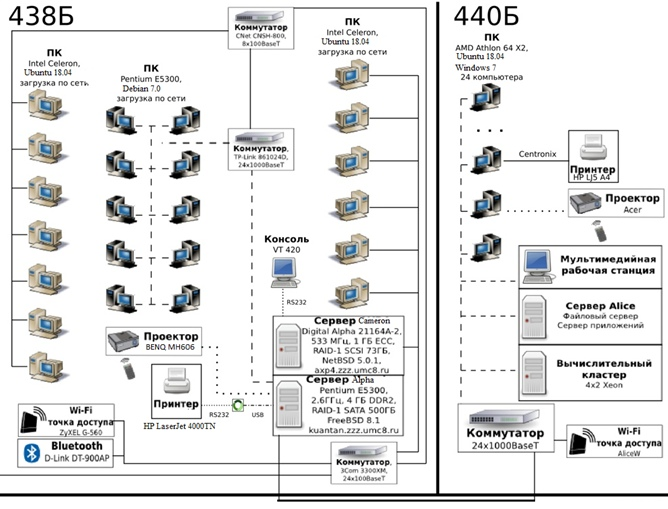 438Б
ПК
Intel Celeron,
Ubuntu 18.04
загрузка по сети
ПК
Pentium E5300,
Debian 7.0
загрузка по сети
Коммутатор
CNet CNSH-800,
8x100BaseT
Коммутатор,
TP-Link 861024D,
24x1000BaseT
ПК
Intel Celeron,
Ubuntu 18.04
загрузка по сети
Консоль
VT 420
RS232
Сервер Cameron
Digital Alpha 21164A-2,
533 МГц, 1 ГБ ECC,
RAID-1 SCSI 73ГБ,
NetBSD 5.0.1,
axp4.zzz.umc8.ru
Проектор
BENQ MH606
Сервер Alpha
Pentium E5300,
2.6ГГц, 4 ГБ DDR2,
RAID-1 SATA 500ГБ
FreeBSD 8.1
kuantan.zzz.umc8.ru
Принтер
HP LaserJet 4000TN
RS232
USB
Wi-Fi
точка доступа
ZyXEL G-560
Bluetooth
D-Link DT-900AP
Коммутатор
3Com 3300XM,
24x100BaseT
440Б
ПК
AMD Athlon 64 X2,
Ubuntu 18.04
Windows 7
24 компьютера
Centronix
Принтер
HP LJ5 A4
Проектор
Acer
Мультимедийная
рабочая станция
Сервер Alice
Файловый сервер
Сервер приложений
Вычислительный
кластер
4x2 Xeon
Коммутатор
24x1000BaseT
Wi-Fi
точка доступа
AliceW